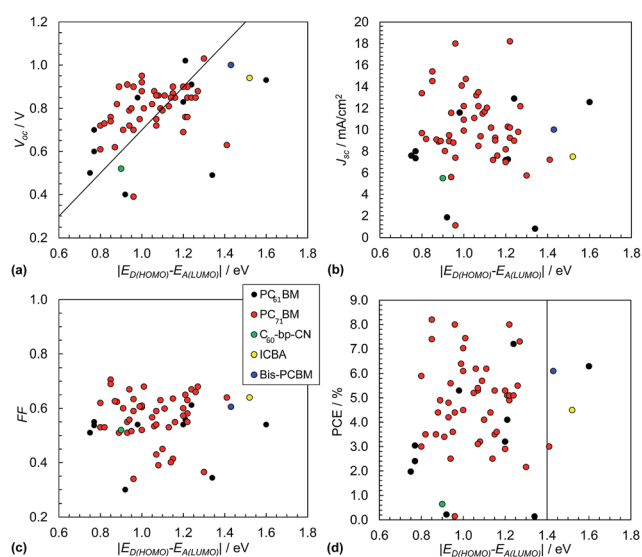 1.2
1.0
0.8
0.6
0.4
0.2
V_oc / V
0.6 0.8 1.0 1.2 1.4 1.6 1.8
(a)
|E_D(HOMO)-E_A(LUMO)| / eV
20
18
16
14
12
10
8
6
4
2
0
J_sc / mA/cm²
0.6 0.8 1.0 1.2 1.4 1.6 1.8
(b)
|E_D(HOMO)-E_A(LUMO)| / eV
1.0
0.8
0.6
0.4
0.2
FF
PC61BM
PC71BM
C60-bp-CN
ICBA
Bis-PCBM
0.6 0.8 1.0 1.2 1.4 1.6 1.8
(c)
|E_D(HOMO)-E_A(LUMO)| / eV
9.0
8.0
7.0
6.0
5.0
4.0
3.0
2.0
1.0
0.0
PCE / %
0.6 0.8 1.0 1.2 1.4 1.6 1.8
(d)
|E_D(HOMO)-E_A(LUMO)| / eV